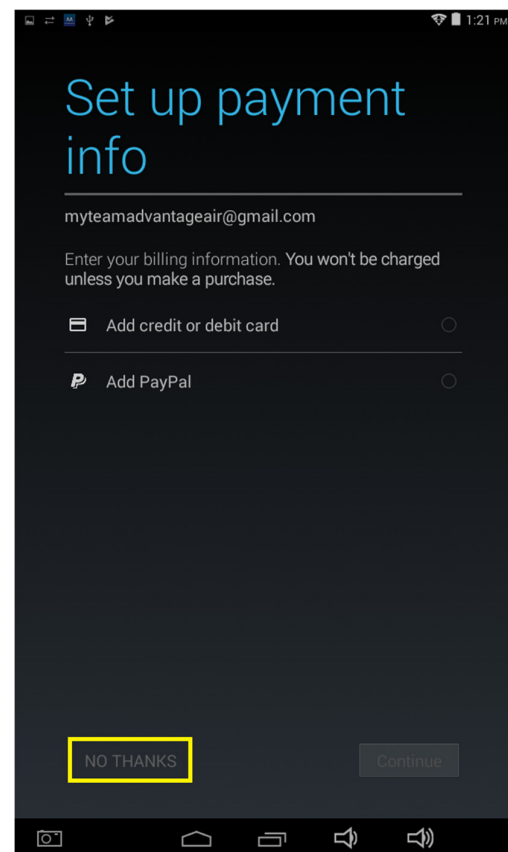 1:21 PM
Set up payment
info
myteamadvantageair@gmail.com
Enter your billing information. You won't be charged
unless you make a purchase.
Add credit or debit card
Add PayPal
NO THANKS
Continue